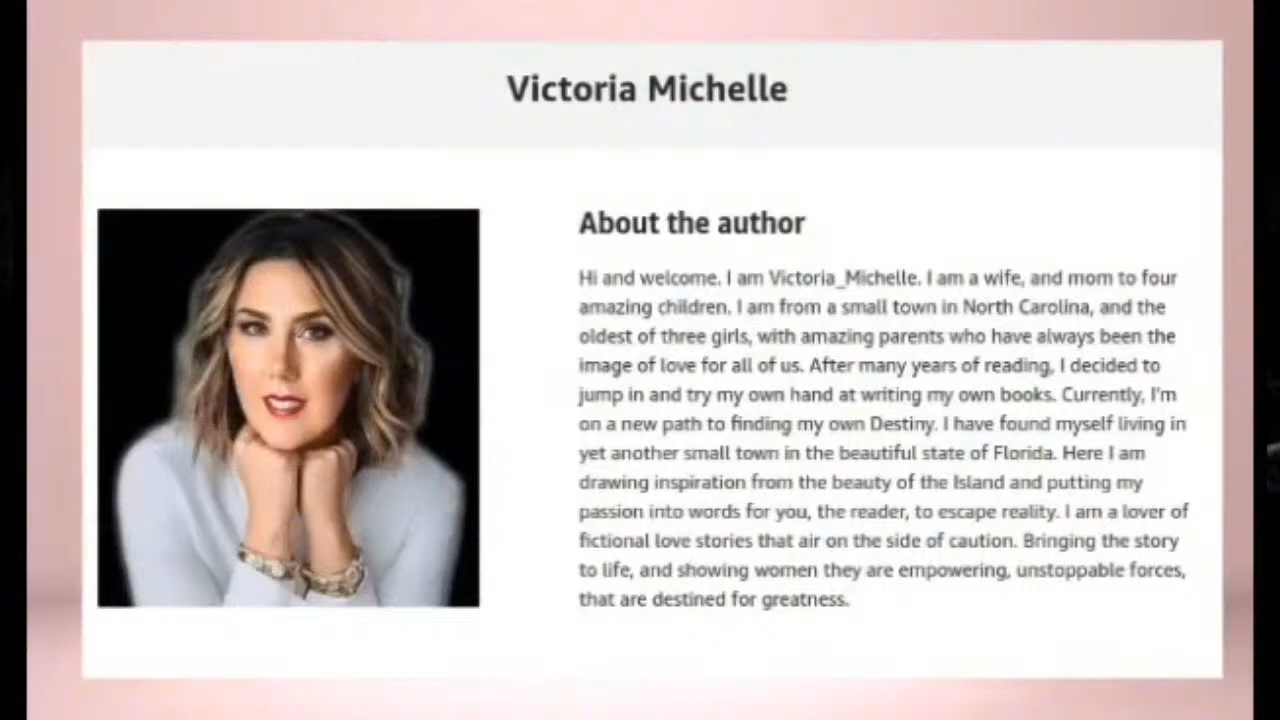 Victoria Michelle
About the author
Hi and welcome. I am Victoria_Michelle. I am a wife, and mom to four
amazing children. I am from a small town in North Carolina, and the
oldest of three girls, with amazing parents who have always been the
image of love for all of us. After many years of reading, I decided to
jump in and try my own hand at writing my own books. Currently, I'm
on a new path to finding my own Destiny. I have found myself living in
yet another small town in the beautiful state of Florida. Here I am
drawing inspiration from the beauty of the Island and putting my
passion into words for you, the reader, to escape reality. I am a lover of
fictional love stories that air on the side of caution. Bringing the story
to life, and showing women they are empowering, unstoppable forces,
that are destined for greatness.